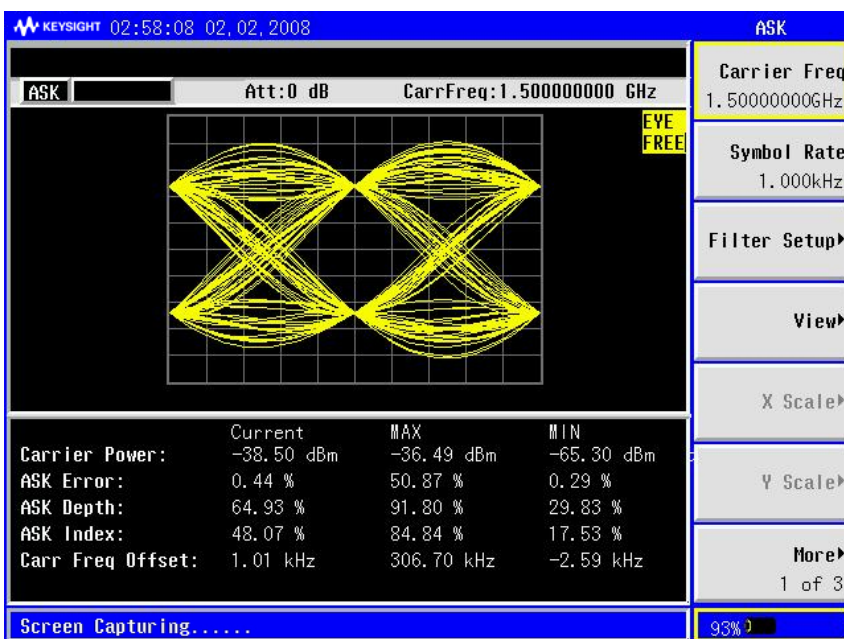 KEYSIGHT 02:58:08 02,02,2008
ASK
ASK Att:0 dB CarrFreq:1.500000000 GHz
EYE
FREE
Current MAX MIN
Carrier Power: -38.50 dBm -36.49 dBm -65.30 dBm
ASK Error: 0.44 % 50.87 % 0.29 %
ASK Depth: 64.93 % 91.80 % 29.83 %
ASK Index: 48.07 % 84.84 % 17.53 %
Carr Freq Offset: 1.01 kHz 306.70 kHz -2.59 kHz
Screen Capturing......
Carrier Freq
1.50000000GHz
Symbol Rate
1.000kHz
Filter Setup
View
X Scale
Y Scale
More
1 of 3
93%